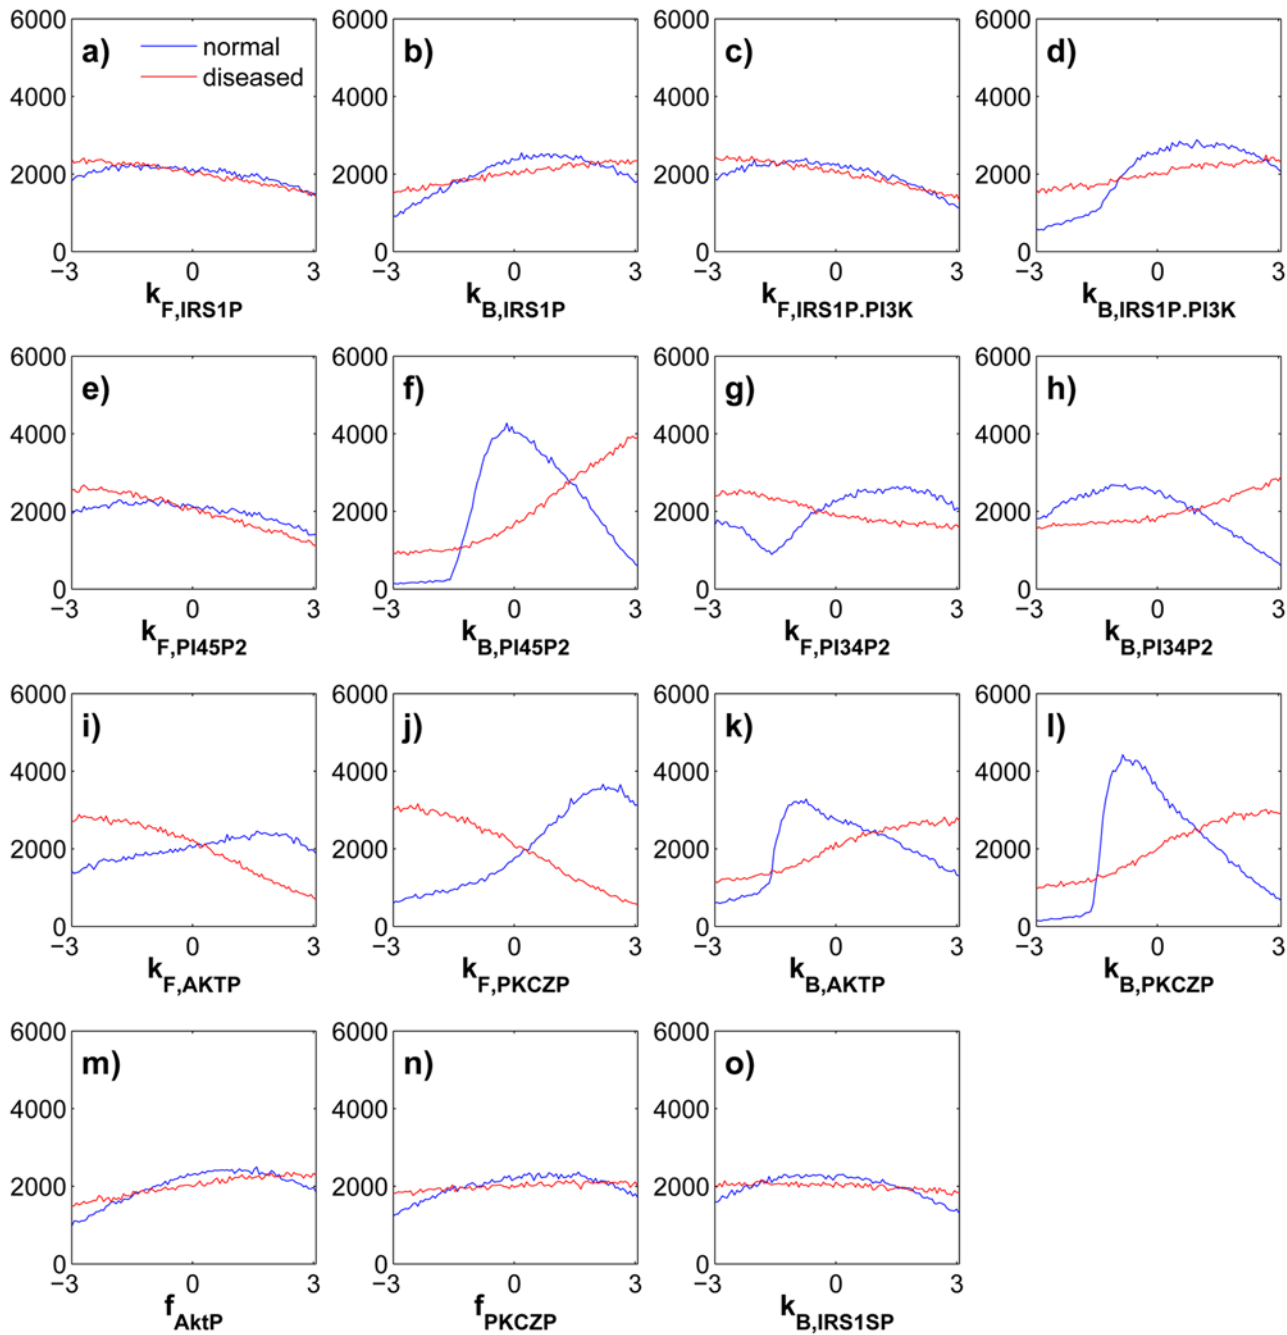 6000 6000 6000 6000
a) normal b) c) d)
diseased
4000 4000 4000 4000
2000 2000 2000 2000
0 0 0 0
−3 0 3 −3 0 3 −3 0 3 −3 0 3
kF,IRS1P kB,IRS1P kF,IRS1P.PI3K kB,IRS1P.PI3K
6000 6000 6000 6000
e) f) g) h)
4000 4000 4000 4000
2000 2000 2000 2000
0 0 0 0
−3 0 3 −3 0 3 −3 0 3 −3 0 3
kF,PI45P2 kB,PI45P2 kF,PI34P2 kB,PI34P2
6000 6000 6000 6000
i) j) k) l)
4000 4000 4000 4000
2000 2000 2000 2000
0 0 0 0
−3 0 3 −3 0 3 −3 0 3 −3 0 3
kF,AKTP kF,PKCZP kB,AKTP kB,PKCZP
6000 6000 6000
m) n) o)
4000 4000 4000
2000 2000 2000
0 0 0
−3 0 3 −3 0 3 −3 0 3
fAktP fPKCZP kB,IRS1SP